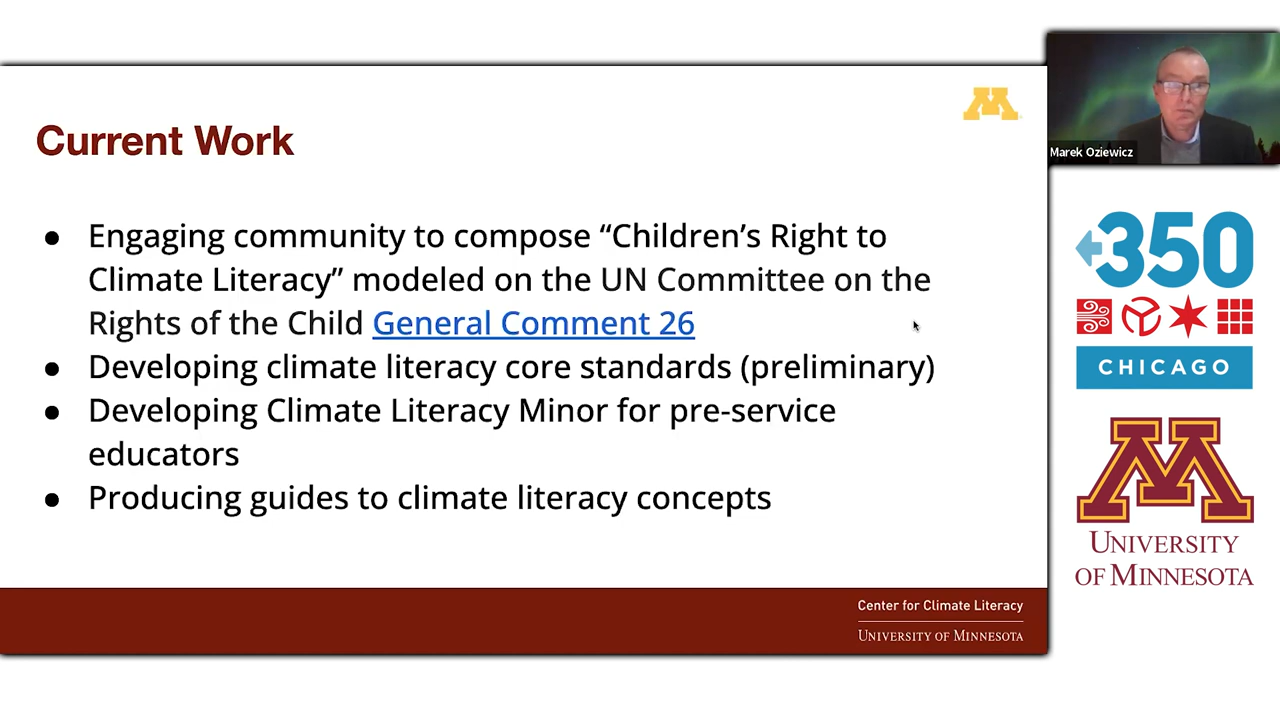 Current Work
● Engaging community to compose “Children’s Right to
Climate Literacy” modeled on the UN Committee on the
Rights of the Child General Comment 26
● Developing climate literacy core standards (preliminary)
● Developing Climate Literacy Minor for pre-service
educators
● Producing guides to climate literacy concepts
Center for Climate Literacy
UNIVERSITY OF MINNESOTA
Marek Oziewicz
350
CHICAGO
M
UNIVERSITY
OF MINNESOTA